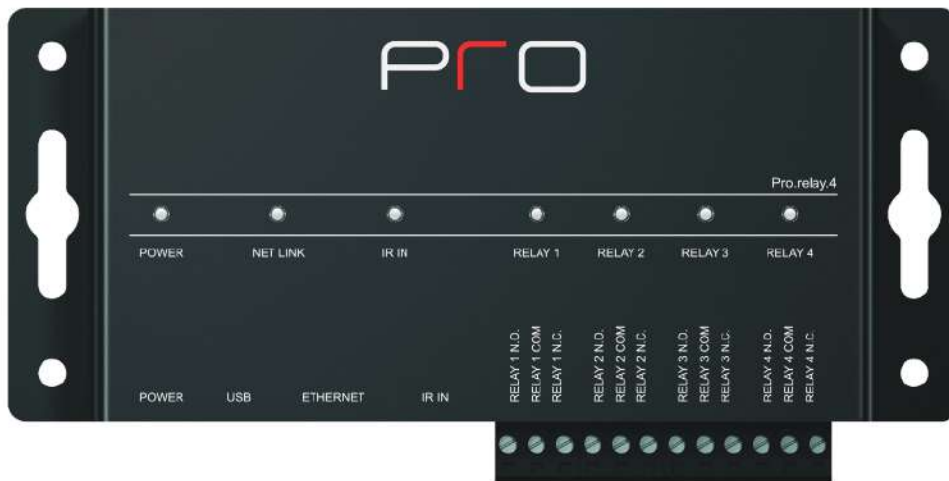 Pro
Pro.relay.4
POWER NET LINK IR IN RELAY 1 RELAY 2 RELAY 3 RELAY 4
RELAY 1 N.O.
RELAY 1 COM
RELAY 1 N.C.
RELAY 2 N.O.
RELAY 2 COM
RELAY 2 N.C.
RELAY 3 N.O.
RELAY 3 COM
RELAY 3 N.C.
RELAY 4 N.O.
RELAY 4 COM
RELAY 4 N.C.
POWER USB ETHERNET IR IN